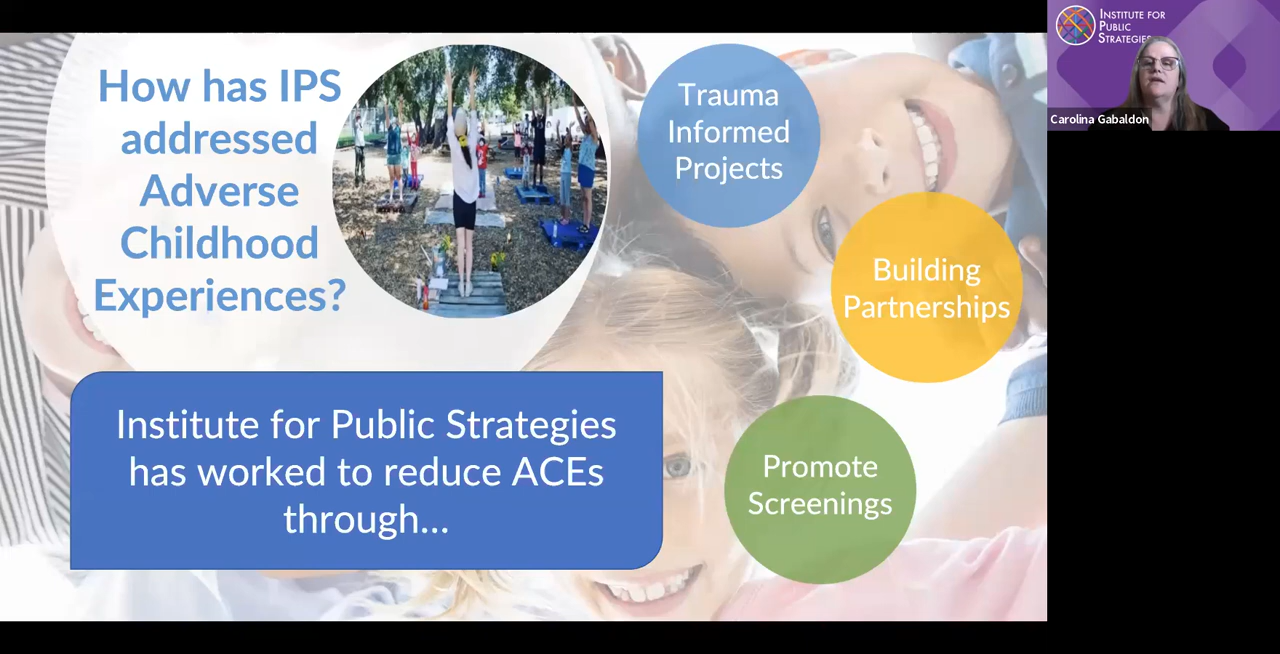 How has IPS
addressed
Adverse
Childhood
Experiences?
Trauma
Informed
Projects
Building
Partnerships
Promote
Screenings
Institute for Public Strategies
has worked to reduce ACEs
through...
INSTITUTE FOR
PUBLIC
STRATEGIES
Carolina Gabaldon